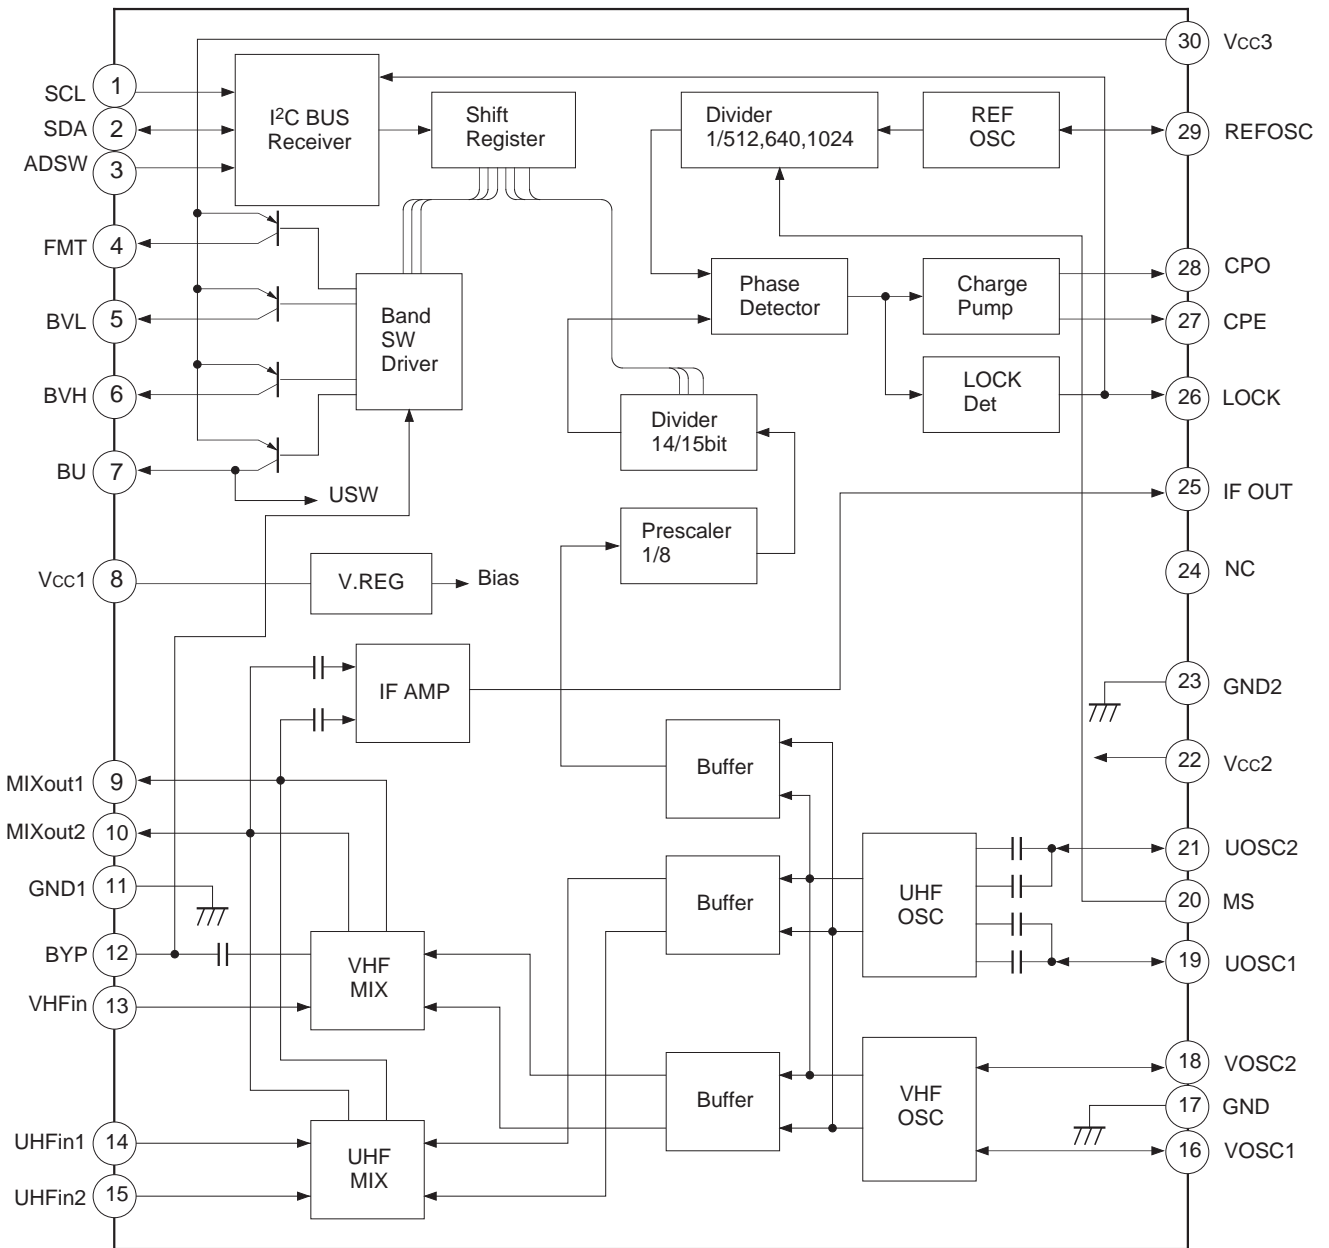 SCL
1
SDA
2
ADSW
3
FMT
4
BVL
5
BVH
6
BU
7
Vcc1
8
MIXout1
9
MIXout2
10
GND1
11
BYP
12
VHFin
13
UHFin1
14
UHFin2
15
I²C BUS
Receiver
Shift
Register
Divider
1/512,640,1024
REF
OSC
Band
SW
Driver
Phase
Detector
Charge
Pump
LOCK
Det
Divider
14/15bit
USW
Prescaler
1/8
V.REG
Bias
IF AMP
Buffer
Buffer
UHF
OSC
VHF
MIX
Buffer
VHF
OSC
UHF
MIX
30
Vcc3
29
REFOSC
28
CPO
27
CPE
26
LOCK
25
IF OUT
24
NC
23
GND2
22
Vcc2
21
UOSC2
20
MS
19
UOSC1
18
VOSC2
17
GND
16
VOSC1